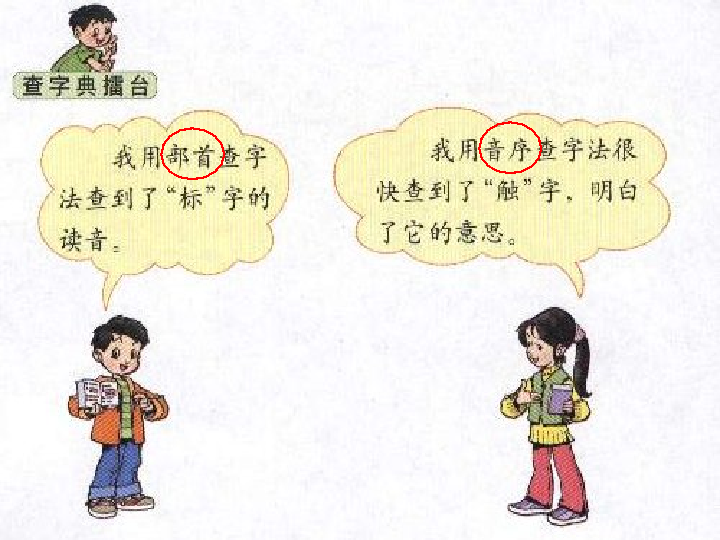 查字典擂台
我用部首查字
法查到了“标”字的
读音。
我用音序查字法很
快查到了“触”字，明白
了它的意思。